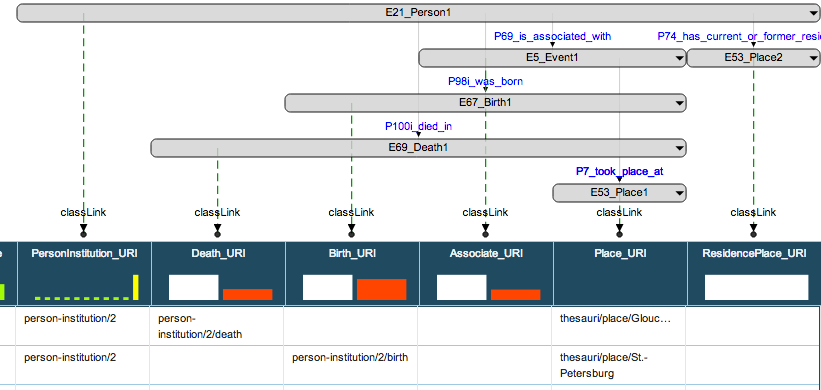 E21_Person1
P69_is_associated_with
P74_has_current_or_former_resi
E5_Event1
E53_Place2
P98i_was_born
E67_Birth1
P100i_died_in
E69_Death1
P7_took_place_at
E53_Place1
classLink classLink classLink classLink classLink classLink
PersonInstitution_URI Death_URI Birth_URI Associate_URI Place_URI ResidencePlace_URI
person-institution/2 person- thesauri/place/Glouc...
institution/2/death
person-institution/2 person-institution/2/birth thesauri/place/St.-
Petersburg